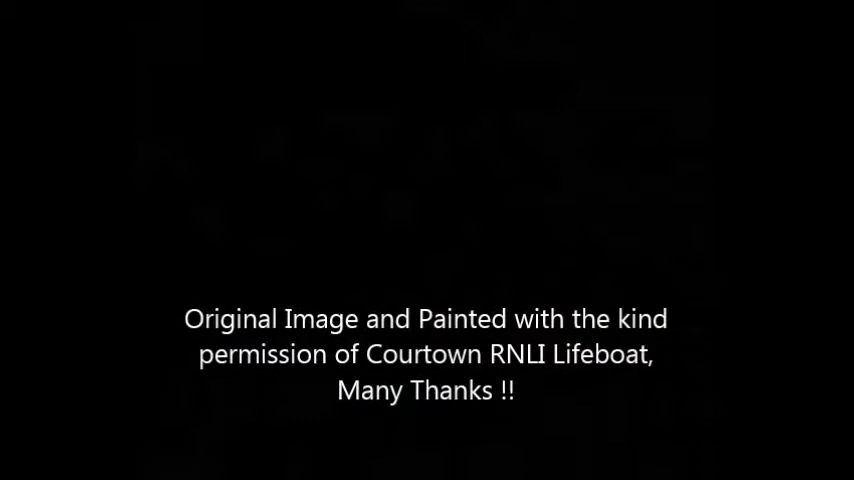 Original Image and Painted with the kind
permission of Courtown RNLI Lifeboat,
Many Thanks !!